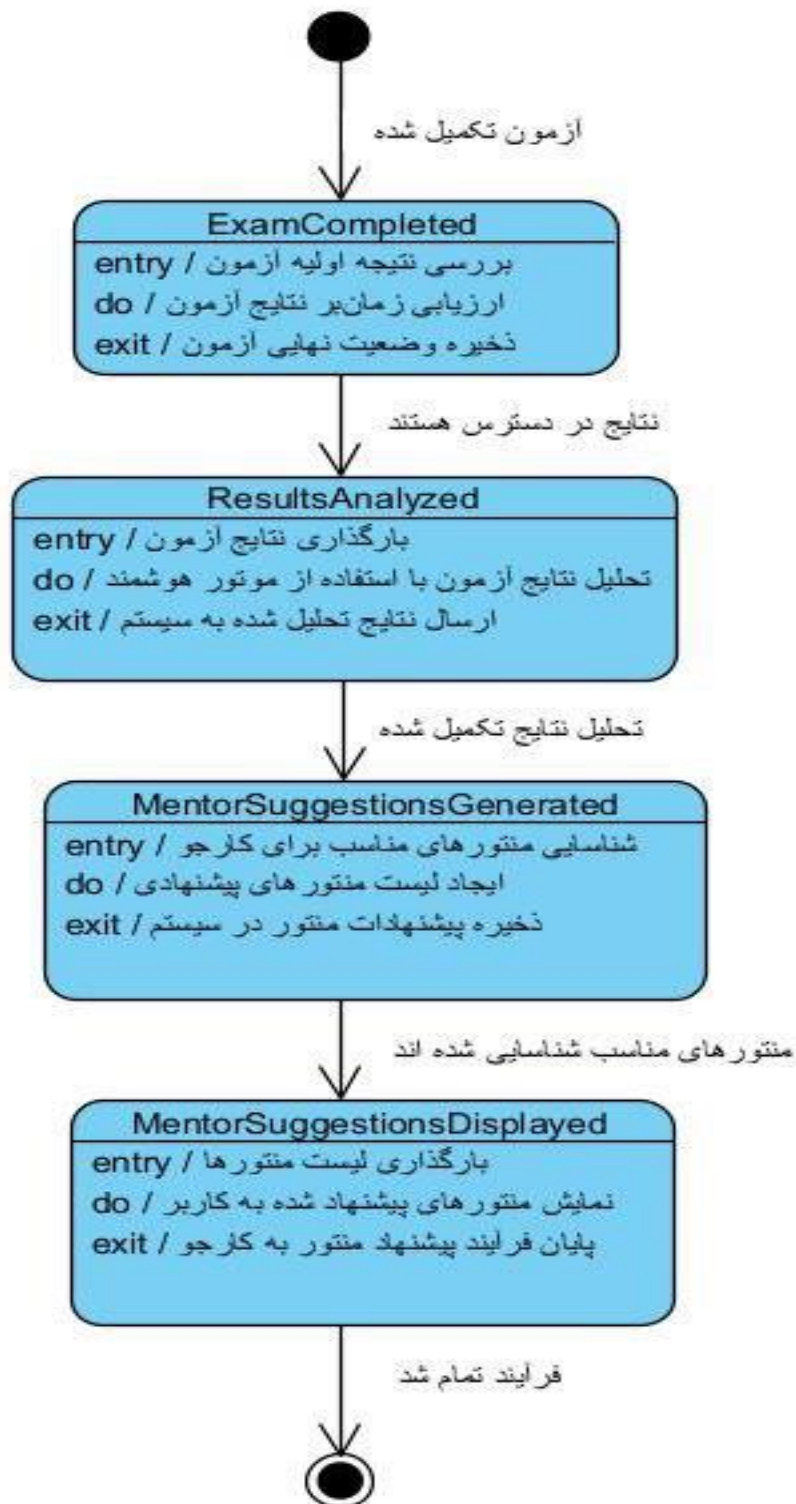 آزمون تکمیل شده
ExamCompleted
entry / بررسی نتیجه اولیه آزمون
do / ارزیابی زمان‌بر نتایج آزمون
exit / ذخیره وضعیت نهایی آزمون
نتایج در دسترس هستند
ResultsAnalyzed
entry / بارگذاری نتایج آزمون
do / تحلیل نتایج آزمون با استفاده از موتور هوشمند
exit / ارسال نتایج تحلیل شده به سیستم
تحلیل نتایج تکمیل شده
MentorSuggestionsGenerated
entry / شناسایی منتورهای مناسب برای کارجو
do / ایجاد لیست منتور های پیشنهادی
exit / ذخیره پیشنهادات منتور در سیستم
منتورهای مناسب شناسایی شده اند
MentorSuggestionsDisplayed
entry / بارگذاری لیست منتورها
do / نمایش منتورهای پیشنهاد شده به کاربر
exit / پایان فرآیند پیشنهاد منتور به کارجو
فرآیند تمام شد